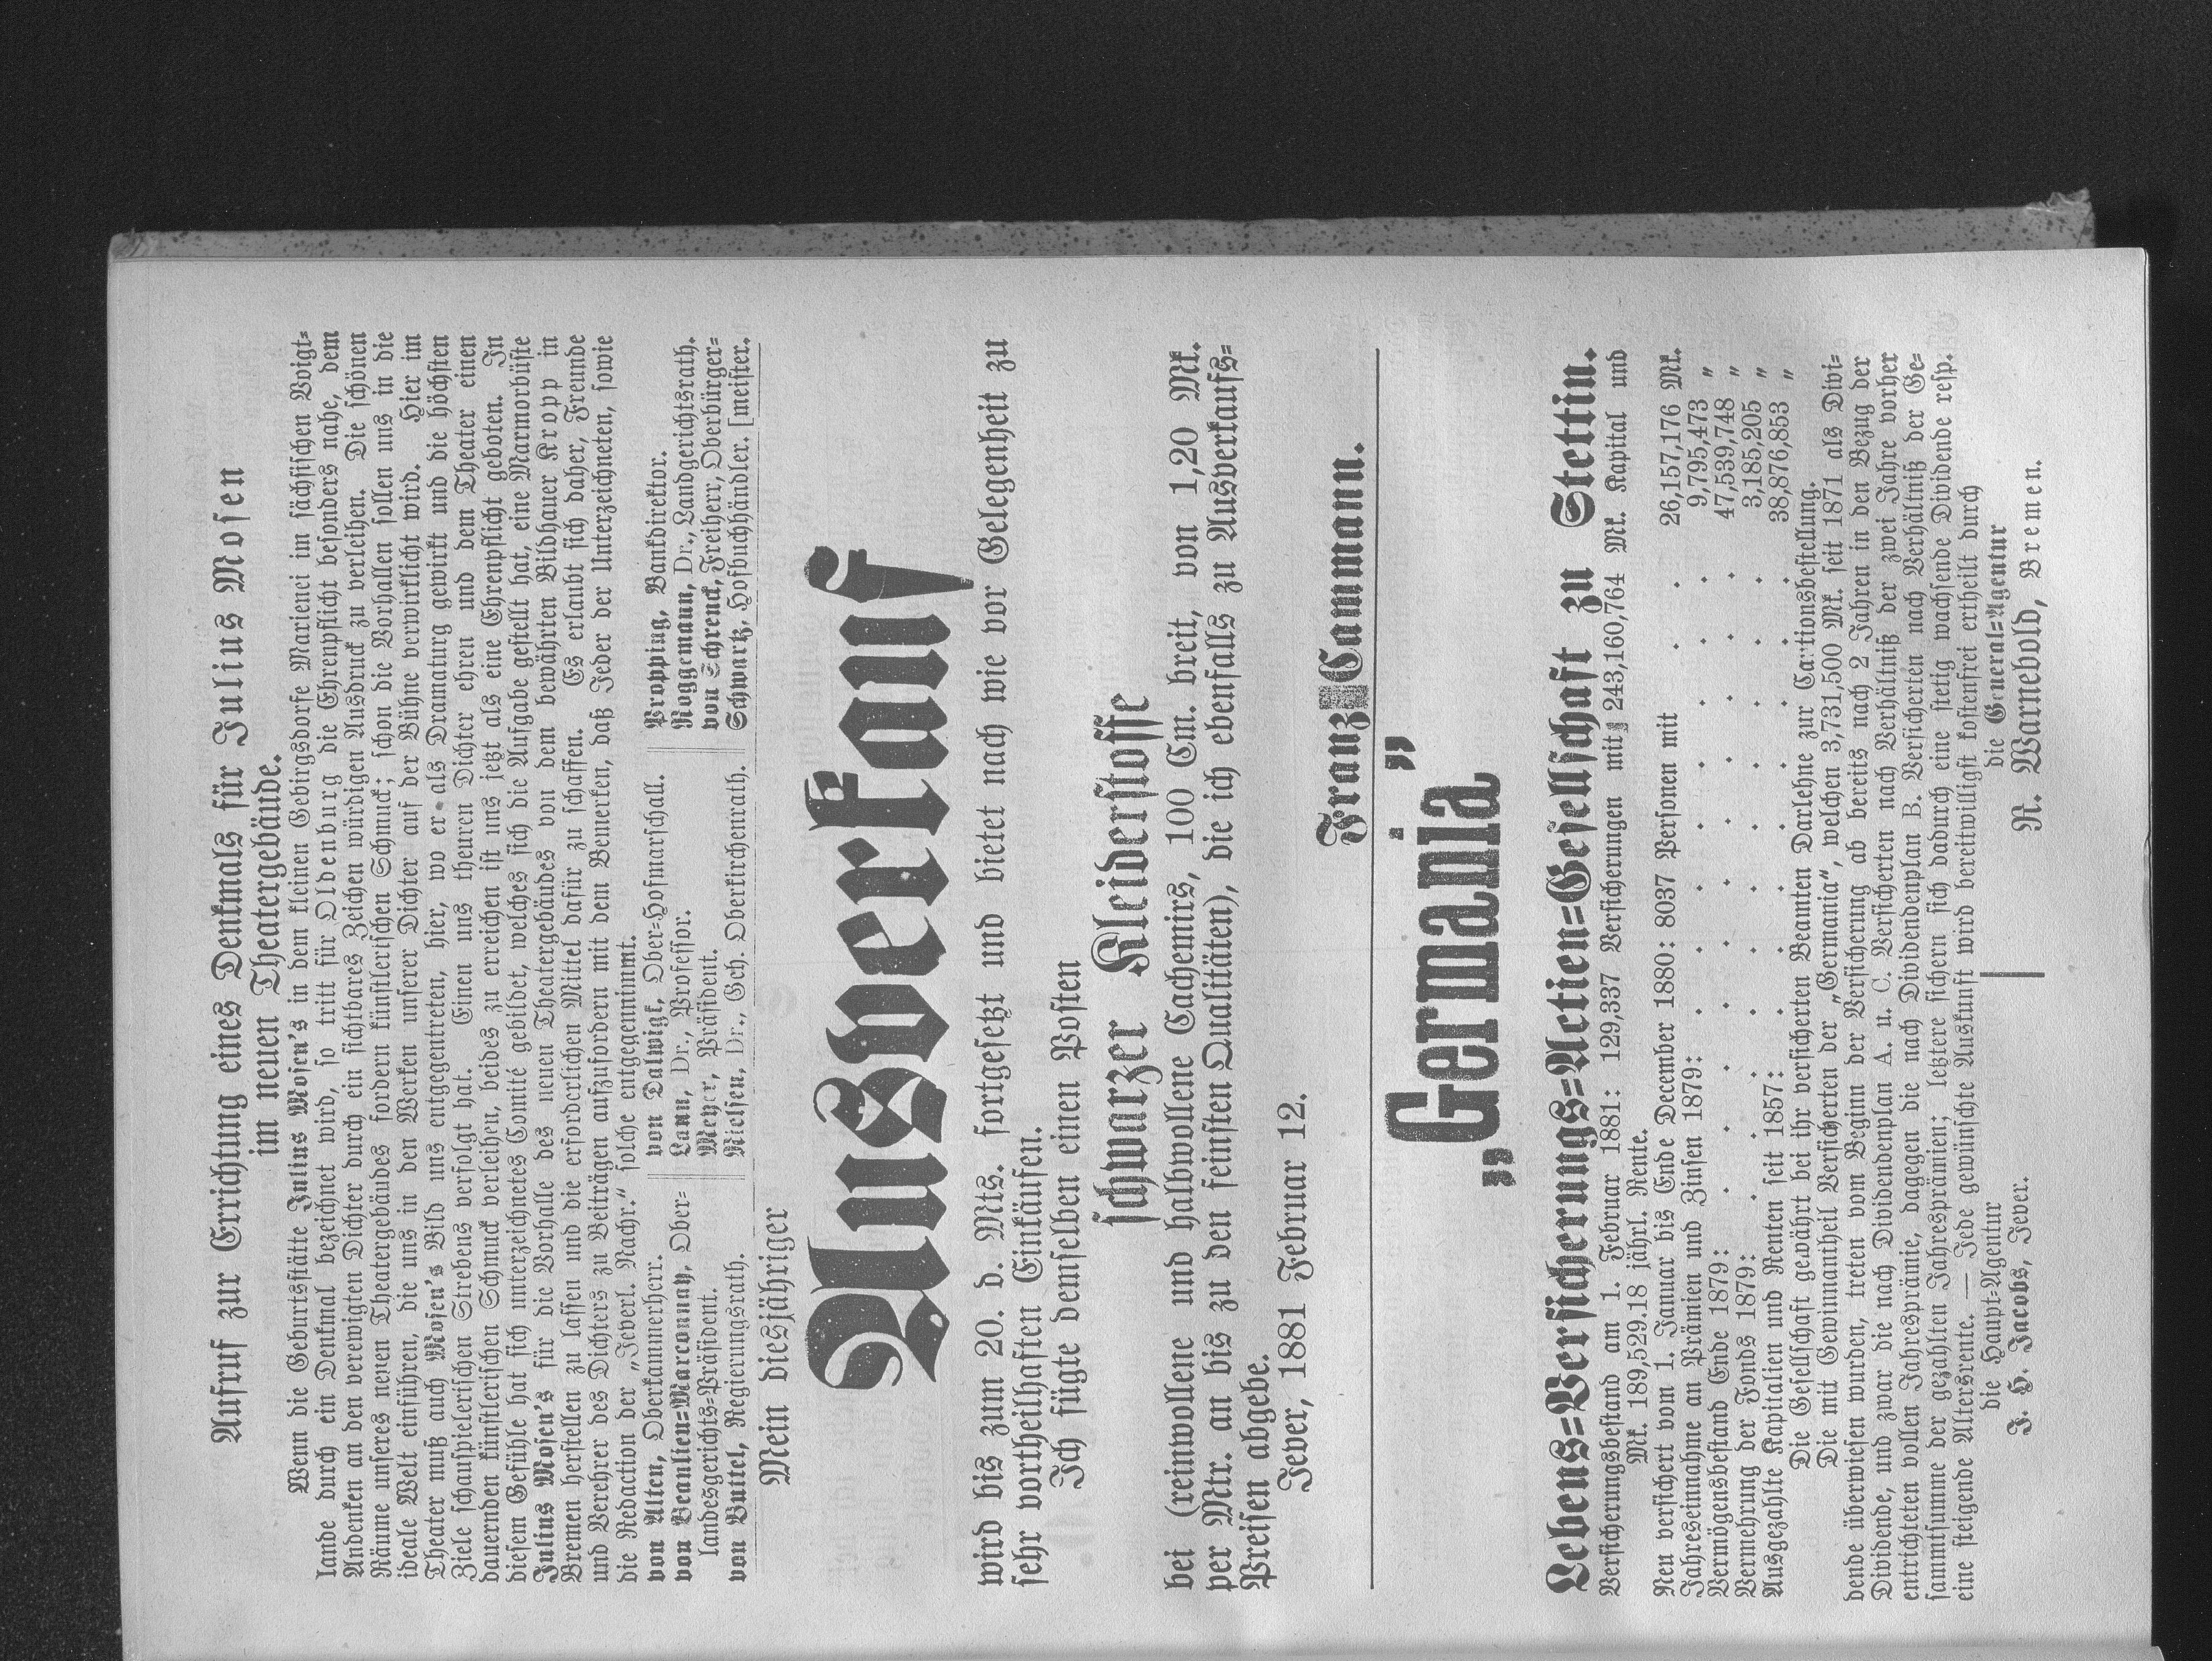 Aufruf zur Errichtung eines Denkmals für Julius Mosen
im neuen Theatergebäude.
Wenn die Geburtsstätte Julius Mosen's in dem kleinen Gebirgsdorfe Marienei im sächsischen Voigt-
lande durch ein Denkmal bezeichnet wird, so tritt für Oldenburg die Ehrenpflicht besonders nahe, dem
Andenken an den verewigten Dichter durch ein sichtbares Zeichen würdigen Ausdruck zu verleihen. Die schönen
Räume unseres neuen Theatergebäudes fordern künstlerischen Schmuck; schon die Vorhallen sollen uns in die
ideale Welt einführen, die uns in den Werken unserer Dichter auf der Bühne verwirklicht wird. Hier im
Theater muß auch Mosen's Bild uns entgegentreten, hier, wo er als Dramaturg gewirkt und die höchsten
Ziele schauspielerischen Strebens verfolgt hat. Einen uns theuren Dichter ehren und dem Theater einen
dauernden künstlerischen Schmuck verleihen, beides zu erreichen ist uns jetzt als eine Ehrenpflicht geboten. In
diesem Gefühle hat sich unterzeichnetes Comité gebildet, welches sich die Aufgabe gestellt hat, eine Marmorbüste
Julius Mosen's für die Vorhalle des neuen Theatergebäudes von dem bewährten Bildhauer Kropp in
Bremen herstellen zu lassen und die erforderlichen Mittel dafür zu schaffen. Es erlaubt sich daher, Freunde
und Verehrer des Dichters zu Beiträgen aufzufordern mit dem Bemerken, daß Jeder der Unterzeichneten, sowie
die Redaction der „Jeverl. Nachr.“ solche entgegennimmt.
von Alten, Oberkammerherr.
von Beaulieu-Marconnay, Ober-
landesgerichts-Präsident.
von Buttel, Regierungsrath.
von Dalwigk, Ober-Hofmarschall.
Laun, Dr., Professor.
Meyer, Präsident.
Nielsen, Dr., Geh. Oberkirchenrath.
Propping, Bankdirektor.
Roggemann, Dr., Landgerichtsrath.
von Schrenck, Freiherr, Oberbürger-
Schwartz, Hofbuchhändler. [meister.
Mein diesjähriger
Ausverkauf
wird bis zum 20. d. Mts. fortgesetzt und bietet nach wie vor Gelegenheit zu
sehr vortheilhaften Einkäufen.
Ich fügte demselben einen Posten
schwarzer Kleiderstoffe
bei (reinwollene und halbwollene Cachemirs, 100 Cm. breit, von 1,20 Mk.
per Mtr. an bis zu den feinsten Qualitäten), die ich ebenfalls zu Ausverkaufs-
Preisen abgebe.
Jever, 1881 Februar 12.
Franz Cammann.
„Germania”
Lebens-Versicherungs-Actien-Gesellschaft zu Stettin.
Versicherungsbestand am 1. Februar 1881: 129,337 Versicherungen mit 243,160,764 Mk. Kapital und
Mk. 189,529.18 jährl. Rente.
Neu versichert vom 1. Januar bis Ende December 1880: 8037 Personen mit . . 26,157,176 Mk.
Jahreseinnahme an Prämien und Zinsen 1879: . . . . . . . 9,795,473 "
Vermögensbestand Ende 1879: . . . . . . . . . 47,539,748 "
Vermehrung der Fonds 1879: . . . . . . . . . 3,185,205 "
Ausgezahlte Kapitalien und Renten seit 1857: . . . . . . . 38,876,853 "
Die Gesellschaft gewährt bei ihr versicherten Beamten Darlehne zur Cautionsbestellung.
Die mit Gewinnantheil Versicherten der „Germania“, welchen 3,731,500 Mk. seit 1871 als Divi-
dende überwiesen wurden, treten vom Beginn der Versicherung ab bereits nach 2 Jahren in den Bezug der
Dividende, und zwar die nach Dividendenplan A. u. C. Versicherten nach Verhältniß der zwei Jahre vorher
entrichteten vollen Jahresprämie, dagegen die nach Dividendenplan B. Versicherten nach Verhältniß der Ge-
sammtsumme der gezahlten Jahresprämien; letztere sichern sich dadurch eine stetig wachsende Dividende resp.
eine steigende Altersrente. — Jede gewünschte Auskunft wird bereitwilligst kostenfrei ertheilt durch
die Haupt-Agentur
J. H. Jacobs, Jever.
die General-Agentur
R. Warnebold, Bremen.